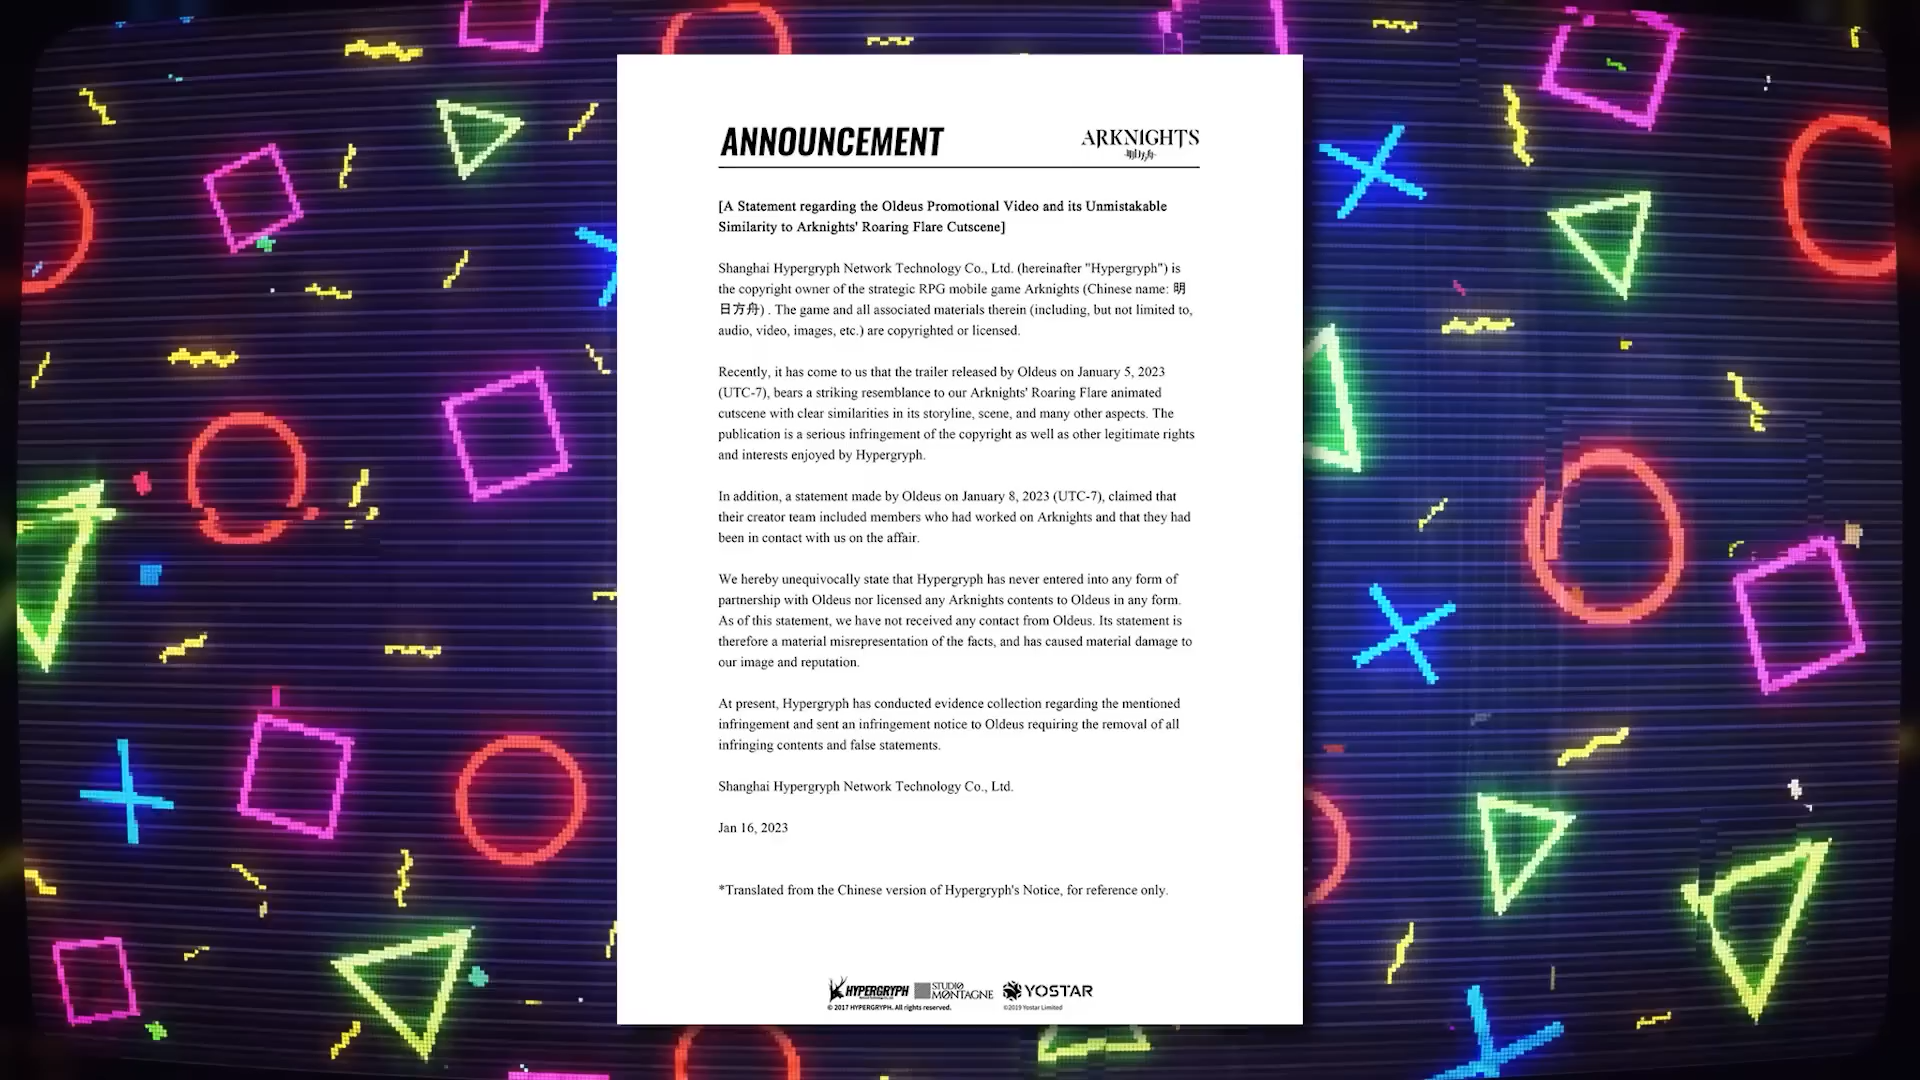 ANNOUNCEMENT
ARKNIGHTS
明日方舟
[A Statement regarding the Oldeus Promotional Video and its Unmistakable
Similarity to Arknights' Roaring Flare Cutscene]
Shanghai Hypergryph Network Technology Co., Ltd. (hereinafter "Hypergryph") is
the copyright owner of the strategic RPG mobile game Arknights (Chinese name: 明
日方舟) . The game and all associated materials therein (including, but not limited to,
audio, video, images, etc.) are copyrighted or licensed.
Recently, it has come to us that the trailer released by Oldeus on January 5, 2023
(UTC-7), bears a striking resemblance to our Arknights' Roaring Flare animated
cutscene with clear similarities in its storyline, scene, and many other aspects. The
publication is a serious infringement of the copyright as well as other legitimate rights
and interests enjoyed by Hypergryph.
In addition, a statement made by Oldeus on January 8, 2023 (UTC-7), claimed that
their creator team included members who had worked on Arknights and that they had
been in contact with us on the affair.
We hereby unequivocally state that Hypergryph has never entered into any form of
partnership with Oldeus nor licensed any Arknights contents to Oldeus in any form.
As of this statement, we have not received any contact from Oldeus. Its statement is
therefore a material misrepresentation of the facts, and has caused material damage to
our image and reputation.
At present, Hypergryph has conducted evidence collection regarding the mentioned
infringement and sent an infringement notice to Oldeus requiring the removal of all
infringing contents and false statements.
Shanghai Hypergryph Network Technology Co., Ltd.
Jan 16, 2023
*Translated from the Chinese version of Hypergryph's Notice, for reference only.
HYPERGRYPH STUDIO MONTAGNE YOSTAR
© 2017 HYPERGRYPH. All rights reserved. ©2019 Yostar Limited